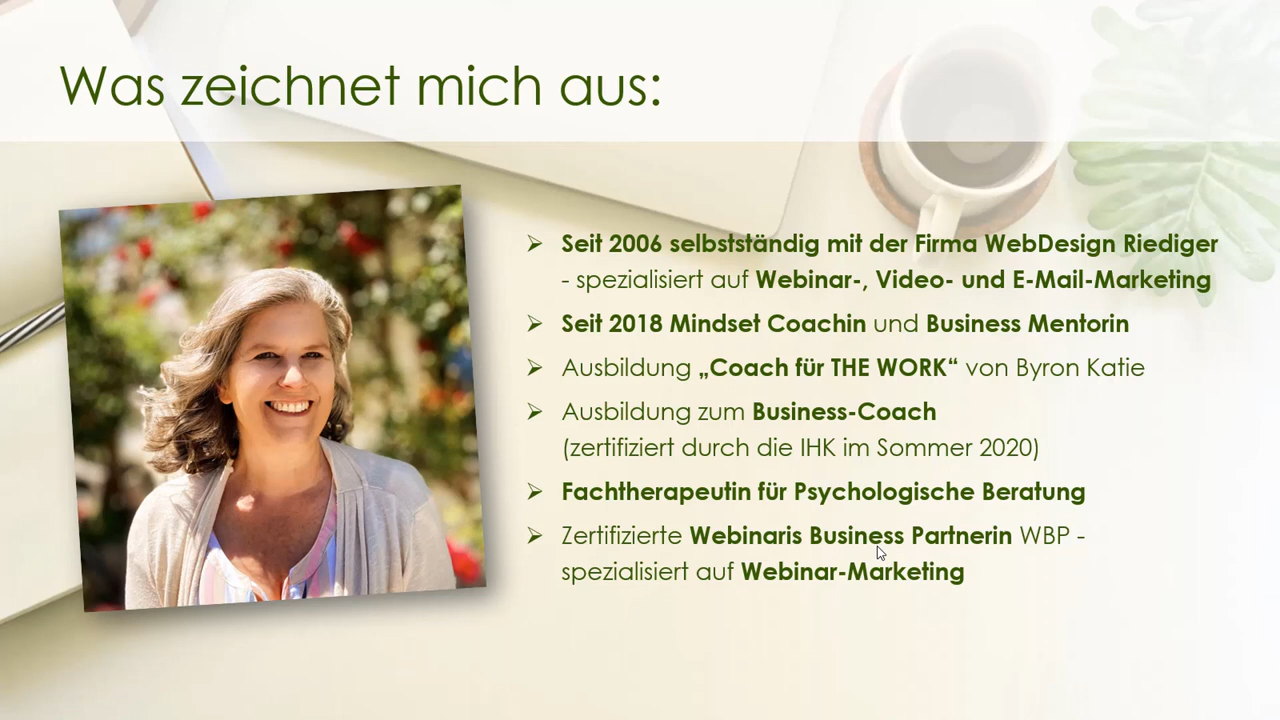 Was zeichnet mich aus:
➢ Seit 2006 selbstständig mit der Firma WebDesign Riediger
- spezialisiert auf Webinar-, Video- und E-Mail-Marketing
➢ Seit 2018 Mindset Coachin und Business Mentorin
➢ Ausbildung „Coach für THE WORK“ von Byron Katie
➢ Ausbildung zum Business-Coach
(zertifiziert durch die IHK im Sommer 2020)
➢ Fachtherapeutin für Psychologische Beratung
➢ Zertifizierte Webinaris Business Partnerin WBP -
spezialisiert auf Webinar-Marketing